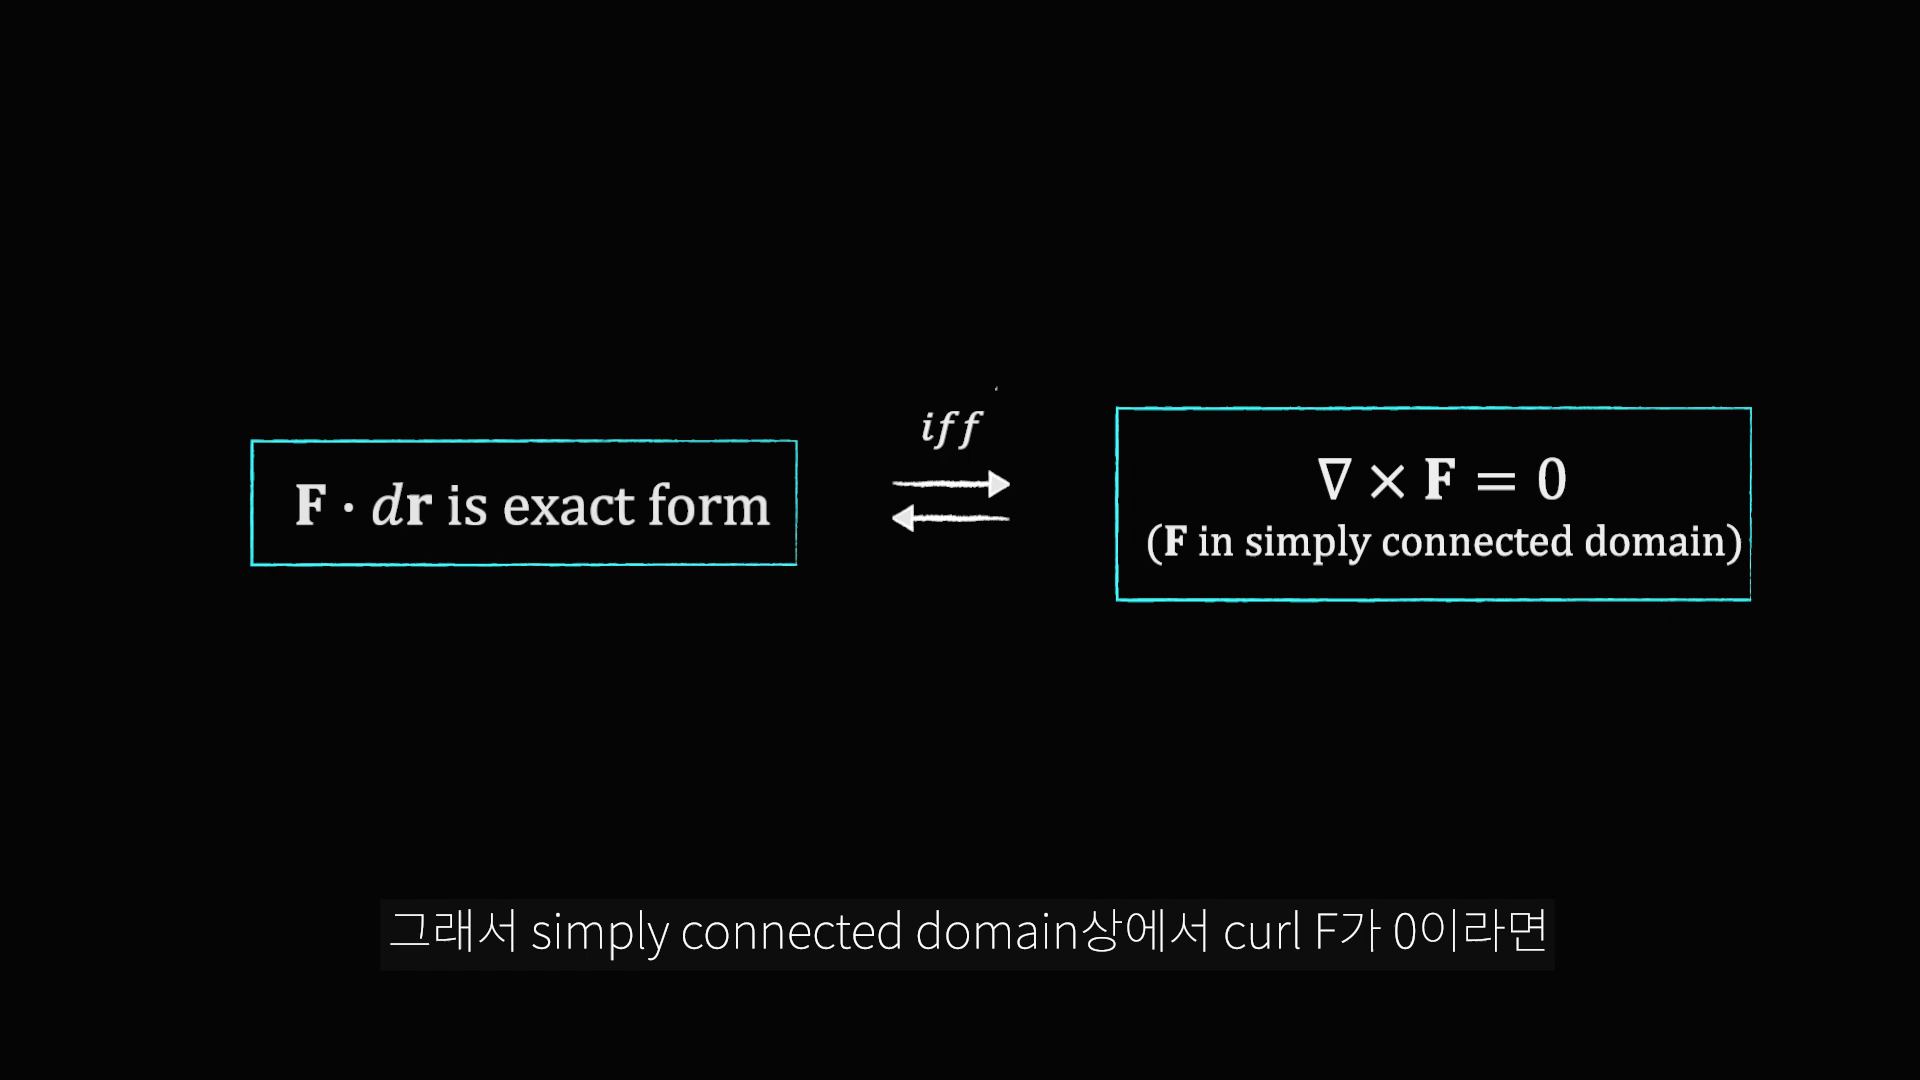 iff
F · dr is exact form
∇ × F = 0
(F in simply connected domain)
그래서 simply connected domain상에서 curl F가 0이라면